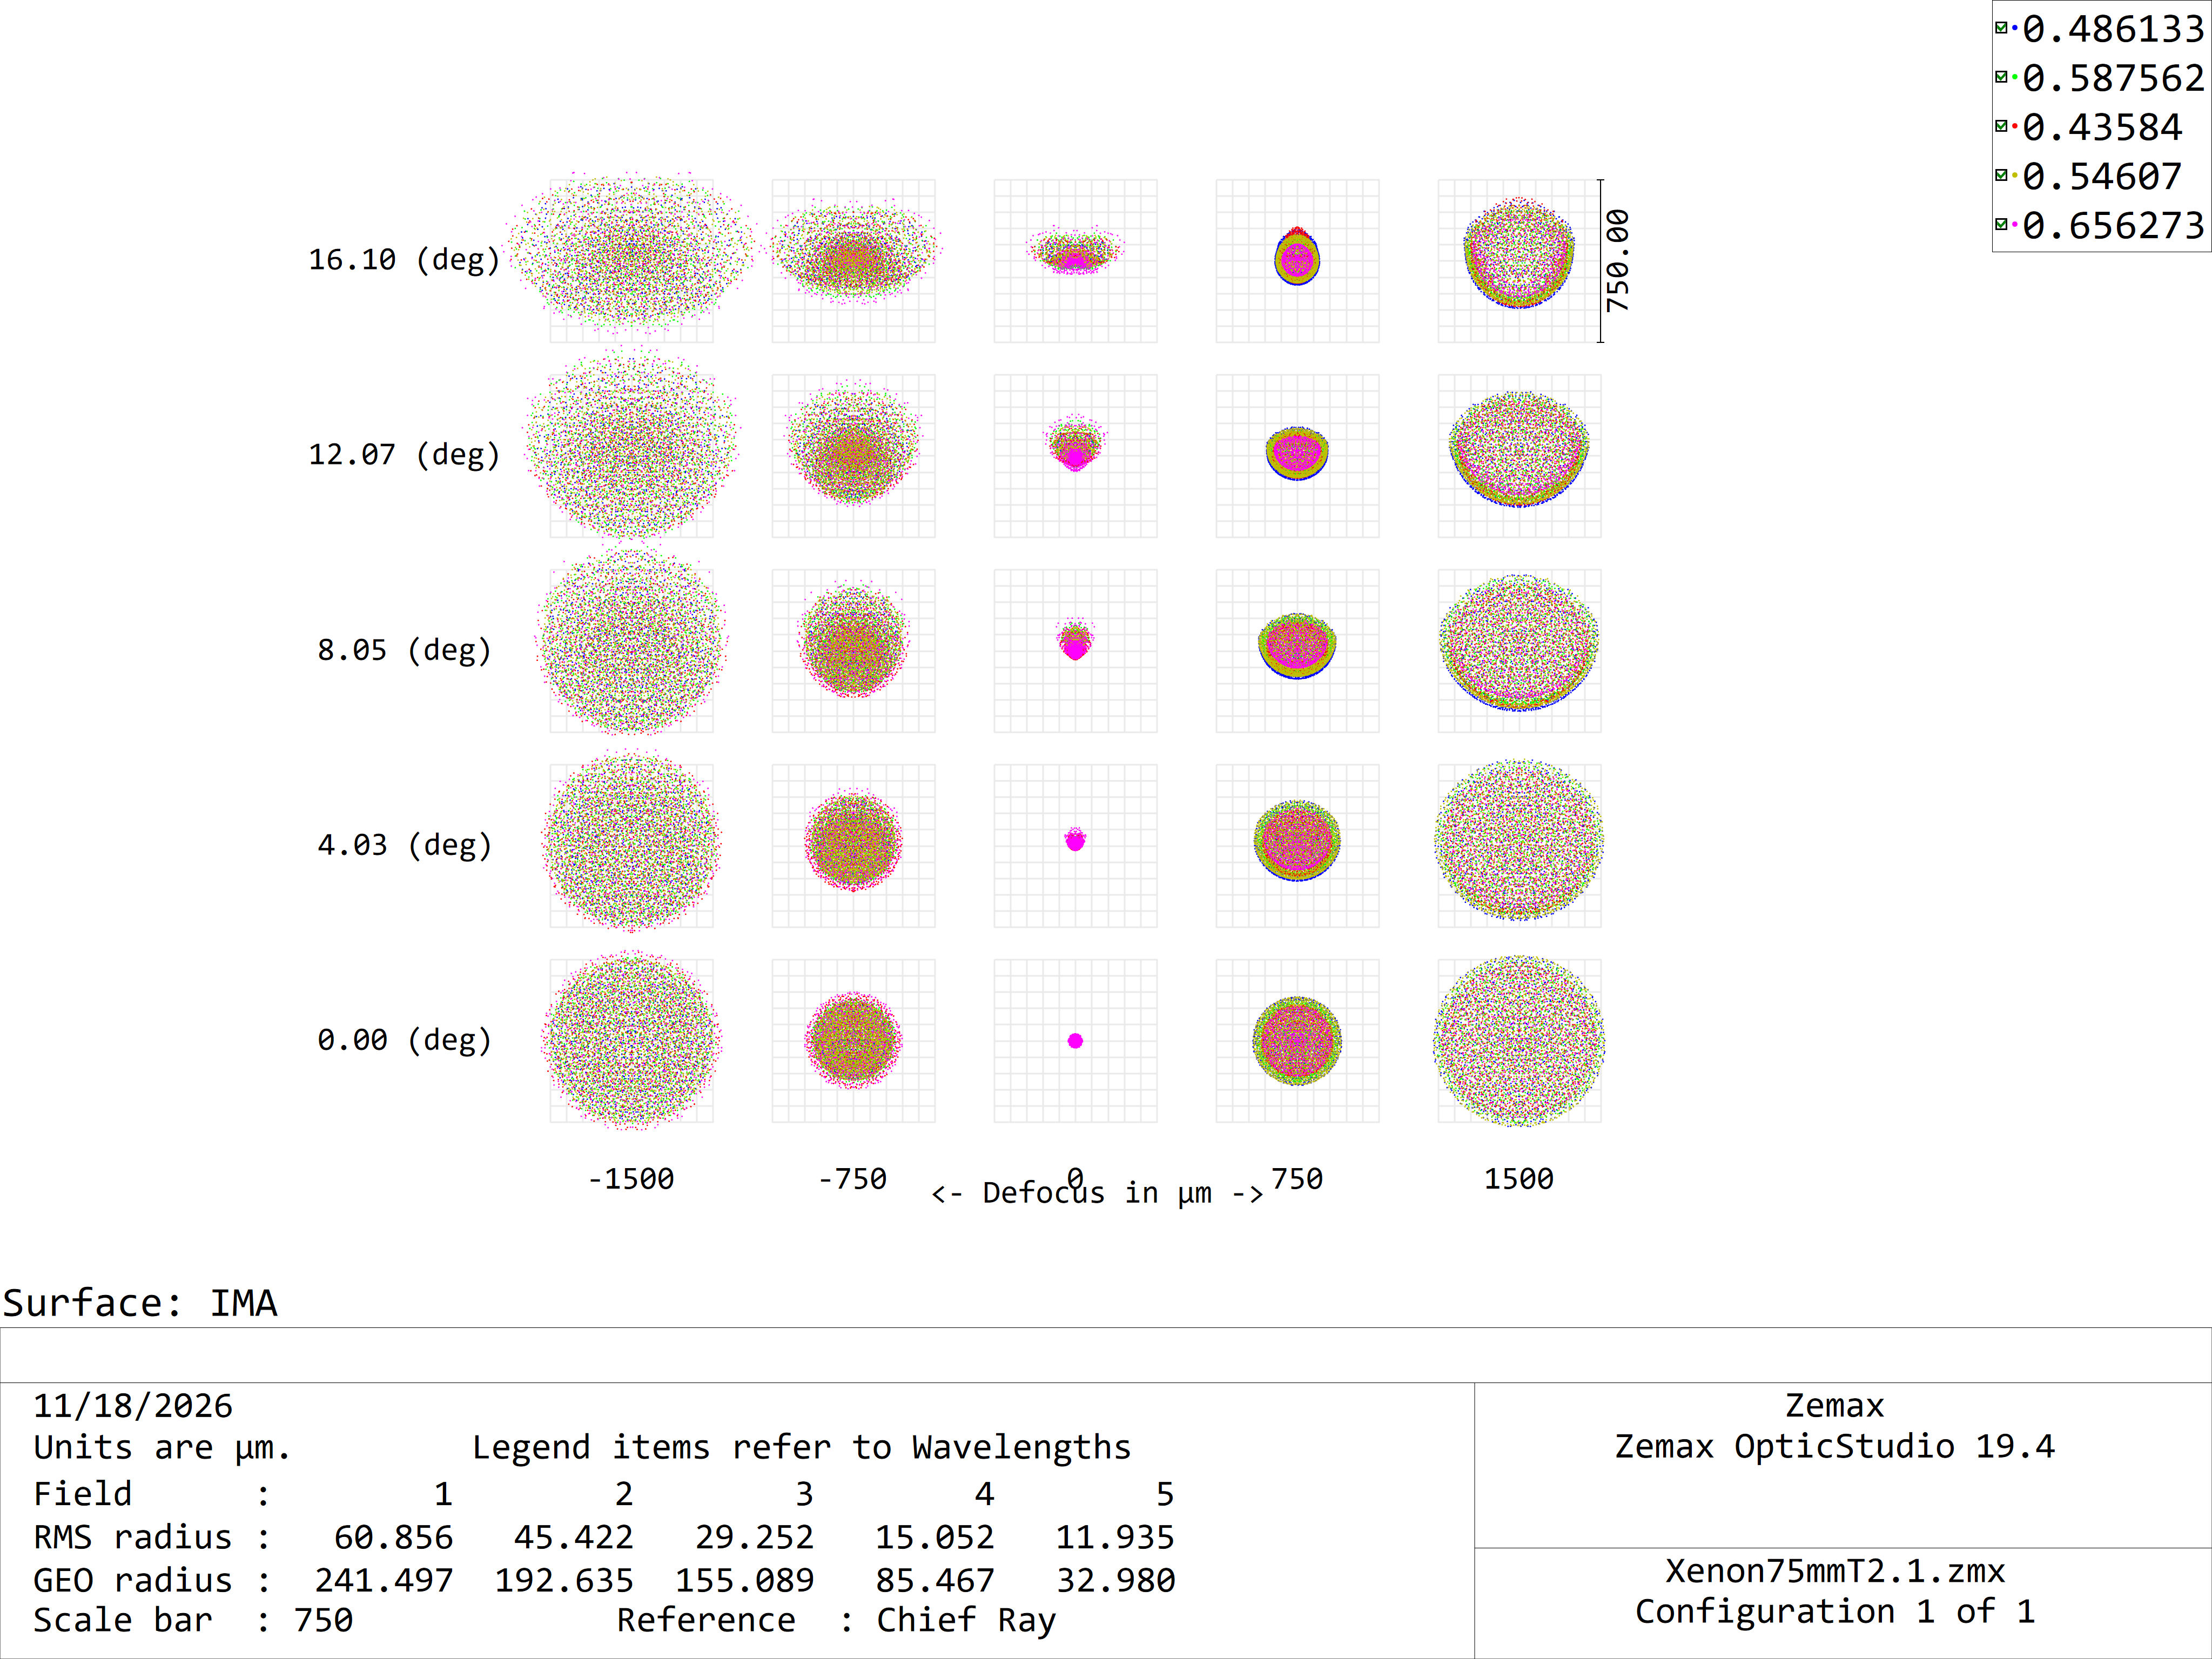 0.486133
0.587562
0.43584
0.54607
0.656273
16.10 (deg)
750.00
12.07 (deg)
8.05 (deg)
4.03 (deg)
0.00 (deg)
-1500 -750 0 750 1500
<- Defocus in µm ->
Surface: IMA
11/18/2026
Units are µm. Legend items refer to Wavelengths
Field : 1 2 3 4 5
RMS radius : 60.856 45.422 29.252 15.052 11.935
GEO radius : 241.497 192.635 155.089 85.467 32.980
Scale bar : 750 Reference : Chief Ray
Zemax
Zemax OpticStudio 19.4
Xenon75mmT2.1.zmx
Configuration 1 of 1